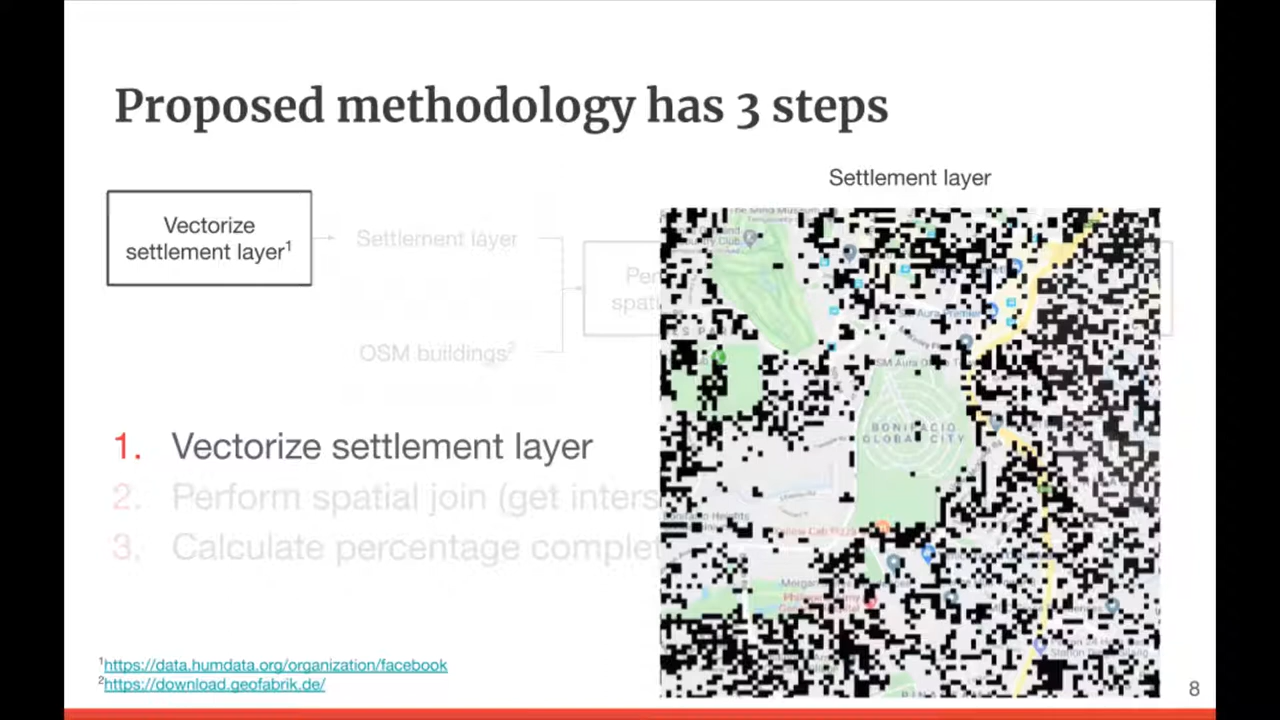 Proposed methodology has 3 steps
Settlement layer
Vectorize
settlement layer¹
Settlement layer
OSM buildings²
BONIFACIO
GLOBAL CITY
1. Vectorize settlement layer
2. Perform spatial join (get inters
3. Calculate percentage complet
¹https://data.humdata.org/organization/facebook
²https://download.geofabrik.de/
8